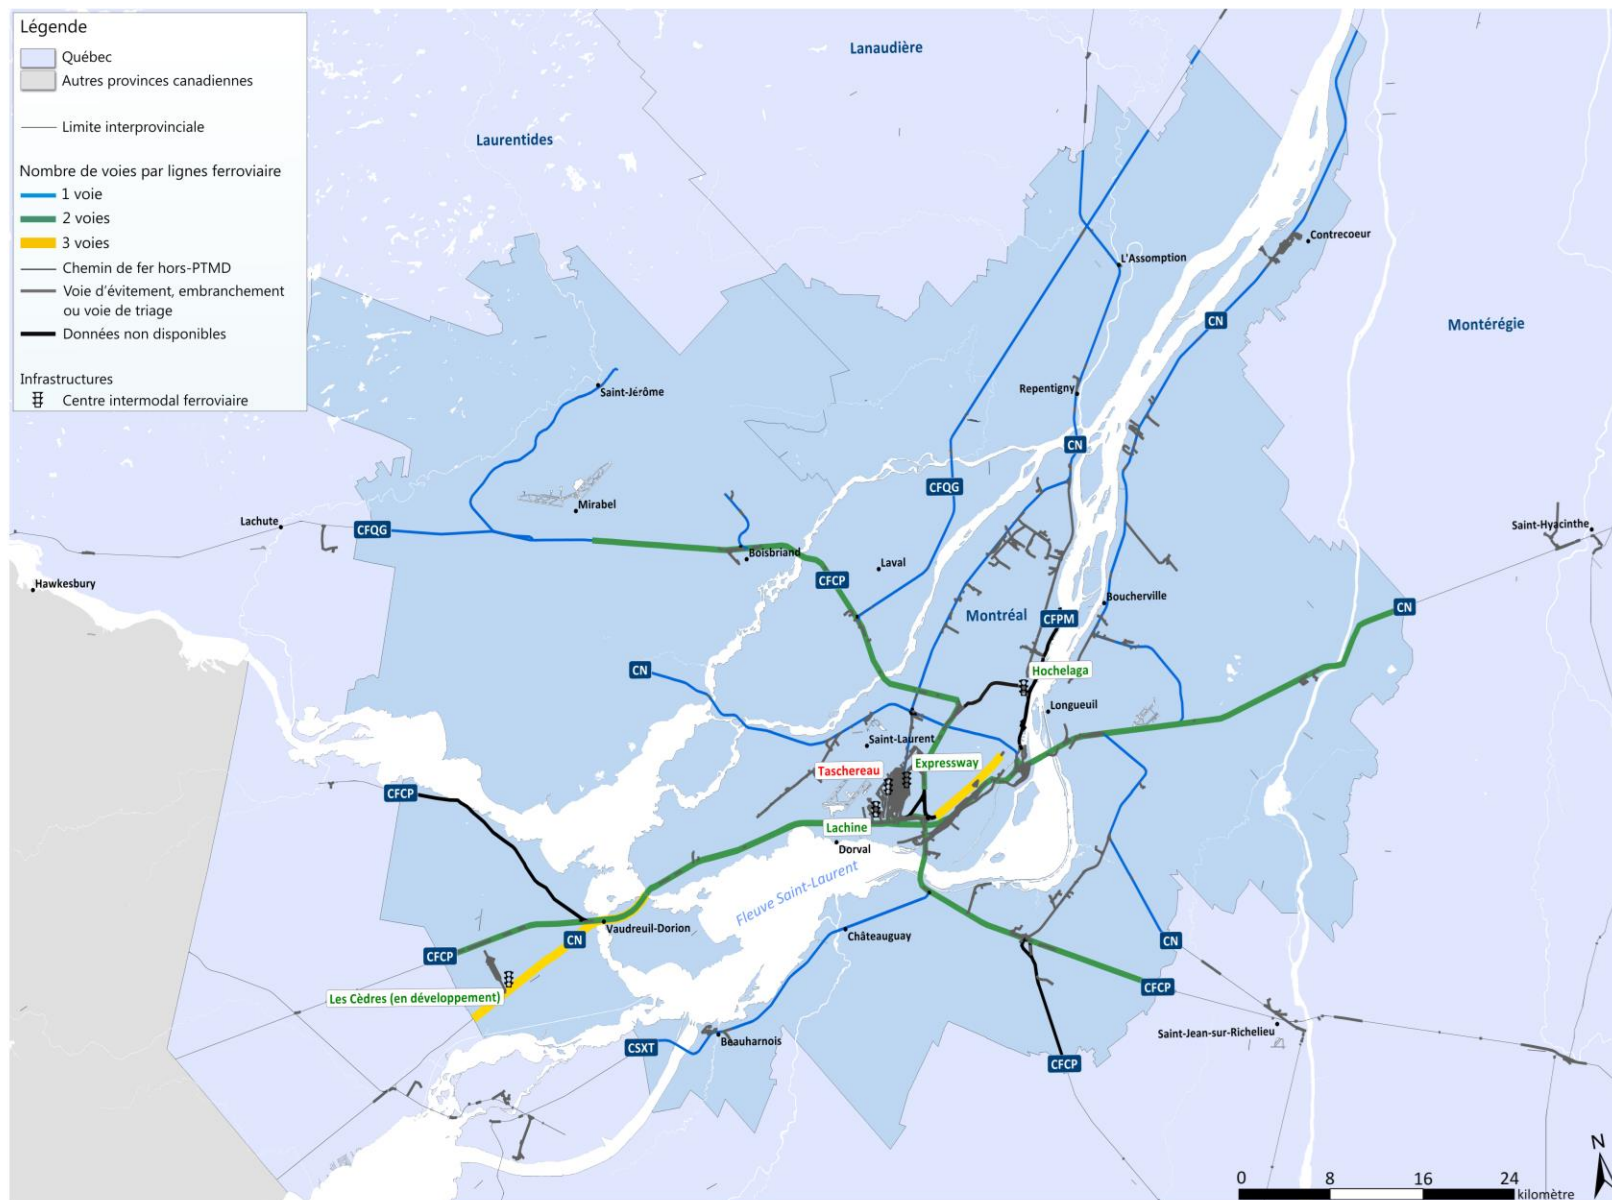 Légende
Québec
Autres provinces canadiennes
Limite interprovinciale
Nombre de voies par lignes ferroviaire
1 voie
2 voies
3 voies
Chemin de fer hors-PTMD
Voie d'évitement, embranchement
ou voie de triage
Données non disponibles
Infrastructures
Centre intermodal ferroviaire
Lanaudière
Laurentides
Contrecoeur
L'Assomption
CN
Montérégie
Saint-Jérôme
Repentigny
CN
CFQG
Mirabel
Lachute
CFQG
Saint-Hyacinthe
Boisbriand
Laval
CFCP
Hawkesbury
Boucherville
CN
Montréal
CFPM
CN
Hochelaga
Longueuil
Saint-Laurent
Expressway
Taschereau
CFCP
Lachine
Dorval
Fleuve Saint-Laurent
Vaudreuil-Dorion
Châteauguay
CN
CN
CFCP
CFCP
Les Cèdres (en développement)
Saint-Jean-sur-Richelieu
Beauharnois
CSXT
CFCP
N
0 8 16 24
kilomètre